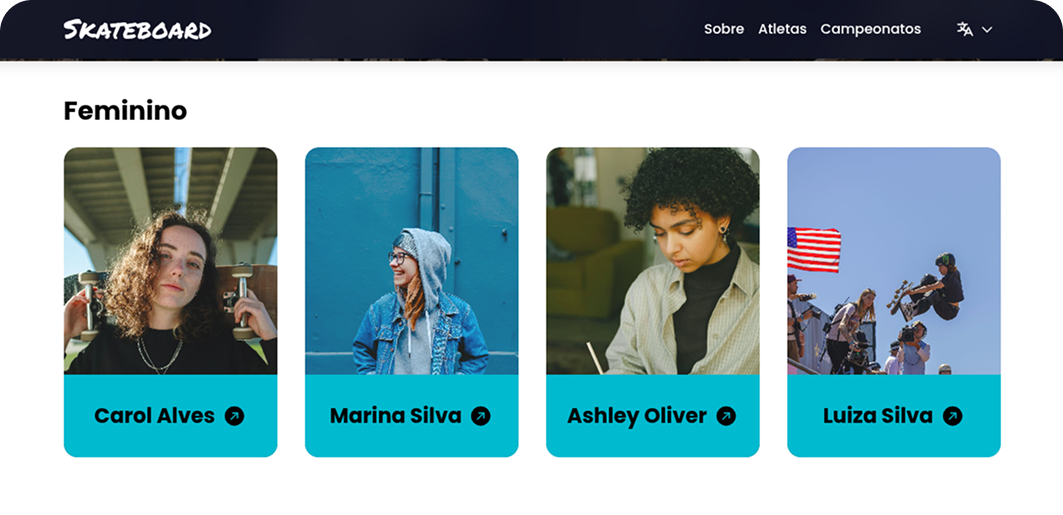 SKATEBOARD
Sobre Atletas Campeonatos
Feminino
Carol Alves
Marina Silva
Ashley Oliver
Luiza Silva